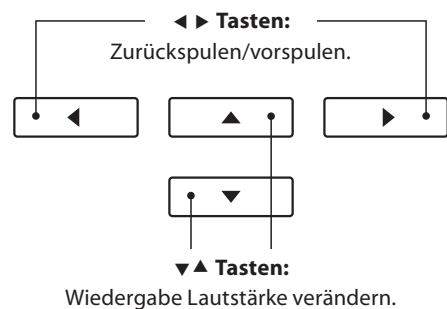 ◀ ▶ Tasten:
Zurückspulen/vorspulen.
◀
▲
▶
▼
▼▲ Tasten:
Wiedergabe Lautstärke verändern.